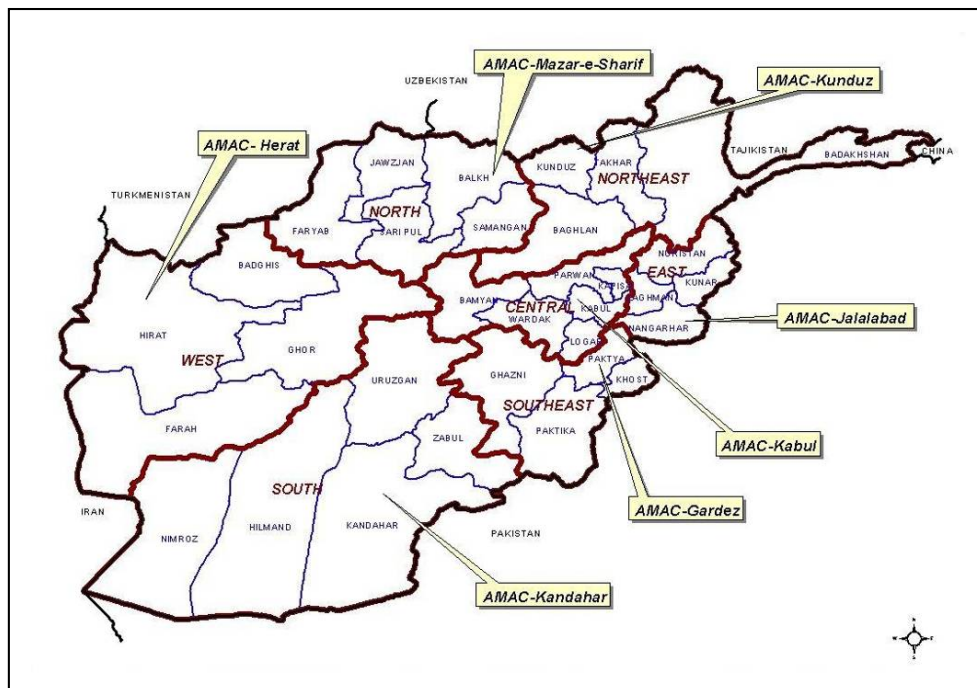 AMAC-Mazar-e-Sharif
UZBEKISTAN
AMAC-Kunduz
AMAC- Herat
TAJIKISTAN
CHINA
BADAKHSHAN
JAWZJAN
KUNDUZ
AKHAR
BALKH
NORTHEAST
TURKMENISTAN
NORTH
FARYAB
SARI PUL
SAMANGAN
BAGHLAN
NURISTAN
BADGHIS
EAST
PARWAN
KUNAR
KAPISA
BAMYAN
AGHMAN
CENTRAL
KABUL
WARDAK
NANGARHAR
AMAC-Jalalabad
HIRAT
LOGAR
GHOR
WEST
PAKTYA
GHAZNI
KHOST
URUZGAN
SOUTHEAST
FARAH
PAKTIKA
ZABUL
AMAC-Kabul
SOUTH
IRAN
AMAC-Gardez
HILMAND
KANDAHAR
PAKISTAN
NIMROZ
AMAC-Kandahar